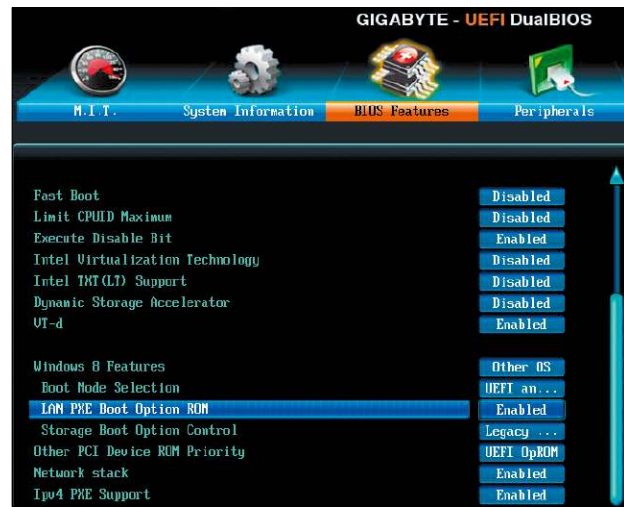 GIGABYTE - UEFI DualBIOS
M.I.T. System Information BIOS Features Peripherals
Fast Boot Disabled
Limit CPUID Maximum Disabled
Execute Disable Bit Enabled
Intel Virtualization Technology Disabled
Intel TXT(LT) Support Disabled
Dynamic Storage Accelerator Disabled
VT-d Enabled
Windows 8 Features Other OS
Boot Mode Selection UEFI an...
LAN PXE Boot Option ROM Enabled
Storage Boot Option Control Legacy ...
Other PCI Device ROM Priority UEFI OpROM
Network stack Enabled
Ipv4 PXE Support Enabled